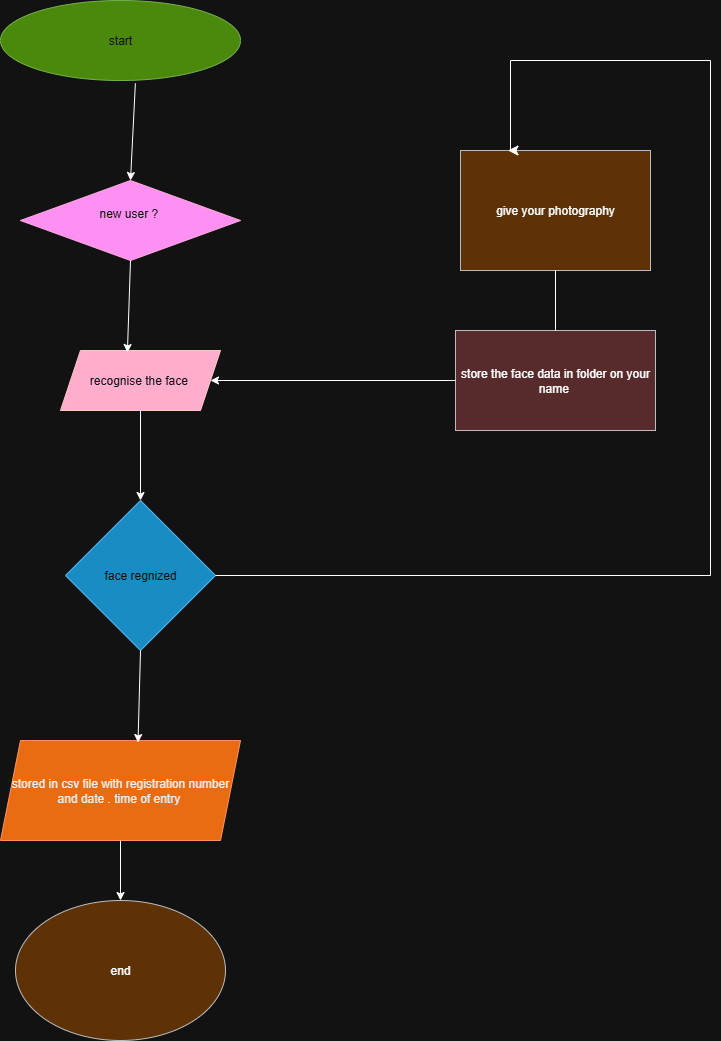 start
new user ?
give your photography
recognise the face
store the face data in folder on your
name
face regnized
stored in csv file with registration number
and date . time of entry
end